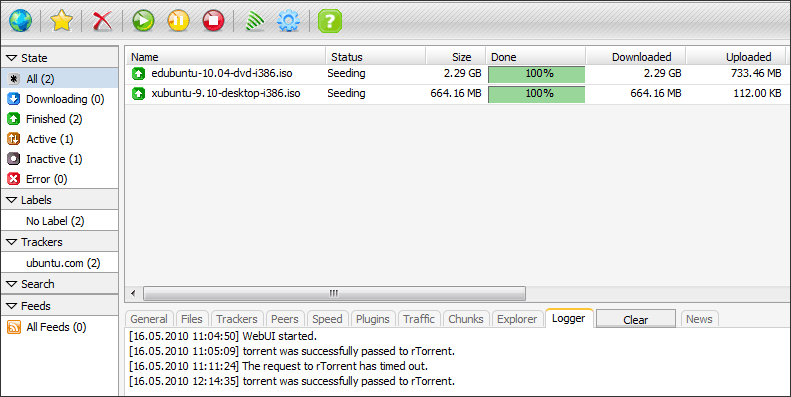 State
All (2)
Downloading (0)
Finished (2)
Active (1)
Inactive (1)
Error (0)
Labels
No Label (2)
Trackers
ubuntu.com (2)
Search
Feeds
All Feeds (0)
Name Status Size Done Downloaded Uploaded
edubuntu-10.04-dvd-i386.iso Seeding 2.29 GB 100% 2.29 GB 733.46 MB
xubuntu-9.10-desktop-i386.iso Seeding 664.16 MB 100% 664.16 MB 112.00 KB
General Files Trackers Peers Speed Plugins Traffic Chunks Explorer Logger Clear News
[16.05.2010 11:04:50] WebUI started.
[16.05.2010 11:05:09] torrent was successfully passed to rTorrent.
[16.05.2010 11:11:24] The request to rTorrent has timed out.
[16.05.2010 12:14:35] torrent was successfully passed to rTorrent.